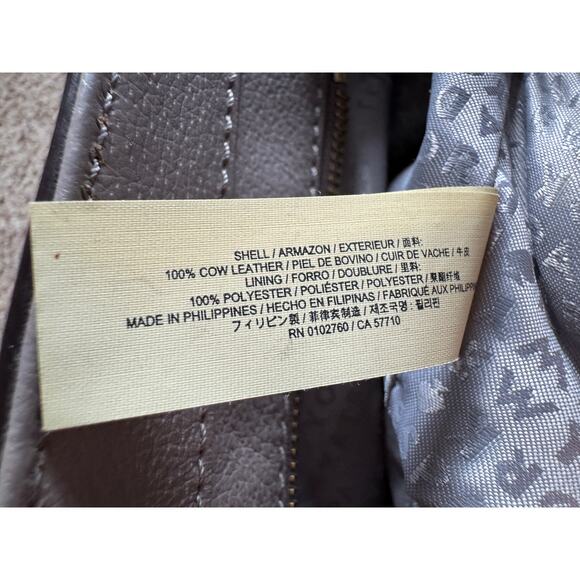 SHELL / ARMAZON / EXTERIEUR / 面料:
100% COW LEATHER / PIEL DE BOVINO / CUIR DE VACHE / 牛皮
LINING / FORRO / DOUBLURE / 里料:
100% POLYESTER / POLIÉSTER / POLYESTER / 聚酯纤维
MADE IN PHILIPPINES / HECHO EN FILIPINAS / FABRIQUÉ AUX PHILIPP
フィリピン製 / 菲律宾制造 / 제조국명 : 필리핀
RN 0102760 / CA 57710